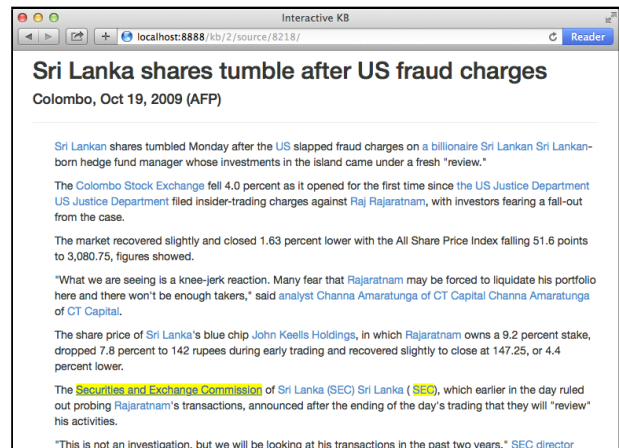 Interactive KB
localhost:8888/kb/2/source/8218/
Reader
Sri Lanka shares tumble after US fraud charges
Colombo, Oct 19, 2009 (AFP)
Sri Lankan shares tumbled Monday after the US slapped fraud charges on a billionaire Sri Lankan Sri Lankan-
born hedge fund manager whose investments in the island came under a fresh "review."
The Colombo Stock Exchange fell 4.0 percent as it opened for the first time since the US Justice Department
US Justice Department filed insider-trading charges against Raj Rajaratnam, with investors fearing a fall-out
from the case.
The market recovered slightly and closed 1.63 percent lower with the All Share Price Index falling 51.6 points
to 3,080.75, figures showed.
"What we are seeing is a knee-jerk reaction. Many fear that Rajaratnam may be forced to liquidate his portfolio
here and there won't be enough takers," said analyst Channa Amaratunga of CT Capital Channa Amaratunga
of CT Capital.
The share price of Sri Lanka's blue chip John Keells Holdings, in which Rajaratnam owns a 9.2 percent stake,
dropped 7.8 percent to 142 rupees during early trading and recovered slightly to close at 147.25, or 4.4
percent lower.
The Securities and Exchange Commission of Sri Lanka (SEC) Sri Lanka ( SEC), which earlier in the day ruled
out probing Rajaratnam's transactions, announced after the ending of the day's trading that they will "review"
his activities.
"This is not an investigation, but we will be looking at his transactions in the past two years," SEC director